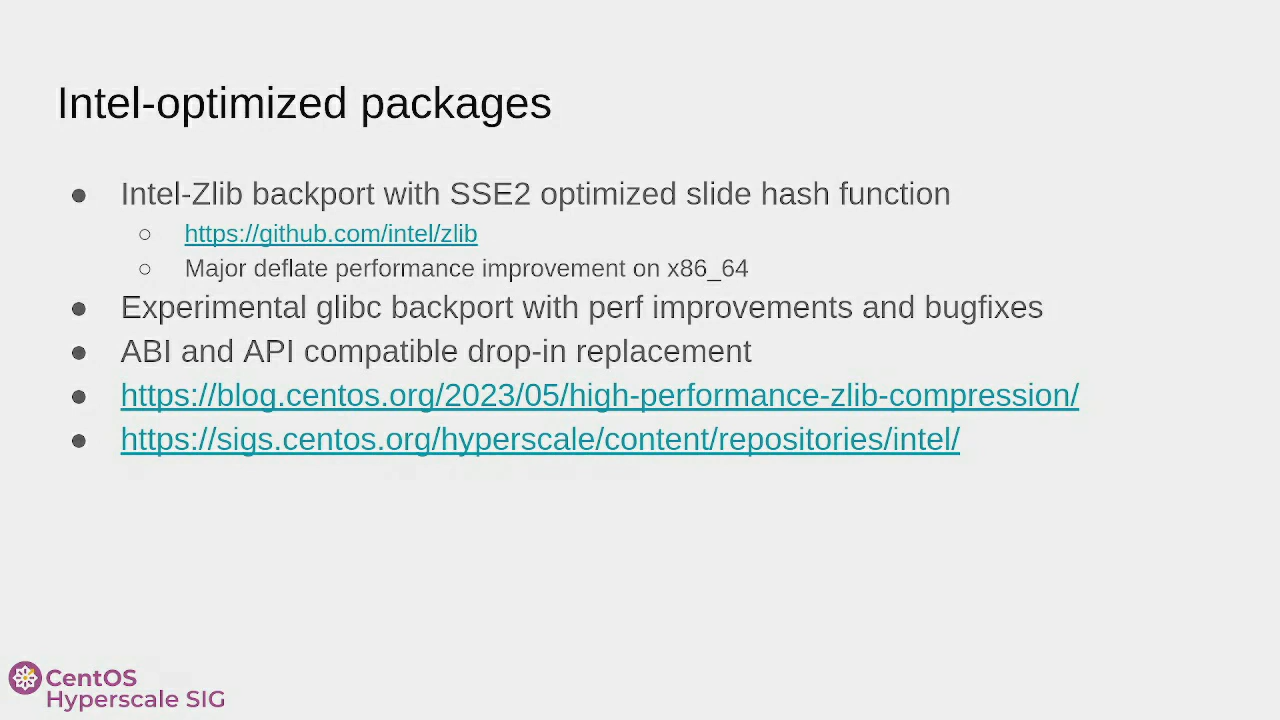 Intel-optimized packages
● Intel-Zlib backport with SSE2 optimized slide hash function
○ https://github.com/intel/zlib
○ Major deflate performance improvement on x86_64
● Experimental glibc backport with perf improvements and bugfixes
● ABI and API compatible drop-in replacement
● https://blog.centos.org/2023/05/high-performance-zlib-compression/
● https://sigs.centos.org/hyperscale/content/repositories/intel/
CentOS
Hyperscale SIG